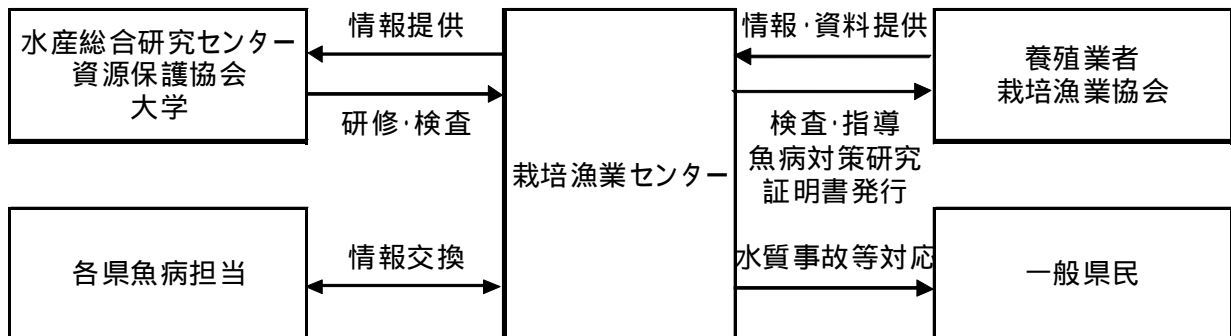 水産総合研究センター
資源保護協会
大学
情報提供
研修・検査
栽培漁業センター
情報・資料提供
検査・指導
魚病対策研究
証明書発行
養殖業者
栽培漁業協会
各県魚病担当
情報交換
水質事故等対応
一般県民